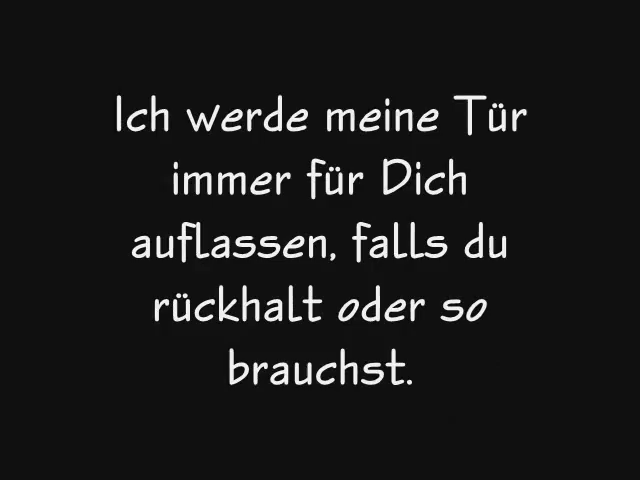 Ich werde meine Tür
immer für Dich
auflassen, falls du
rückhalt oder so
brauchst.